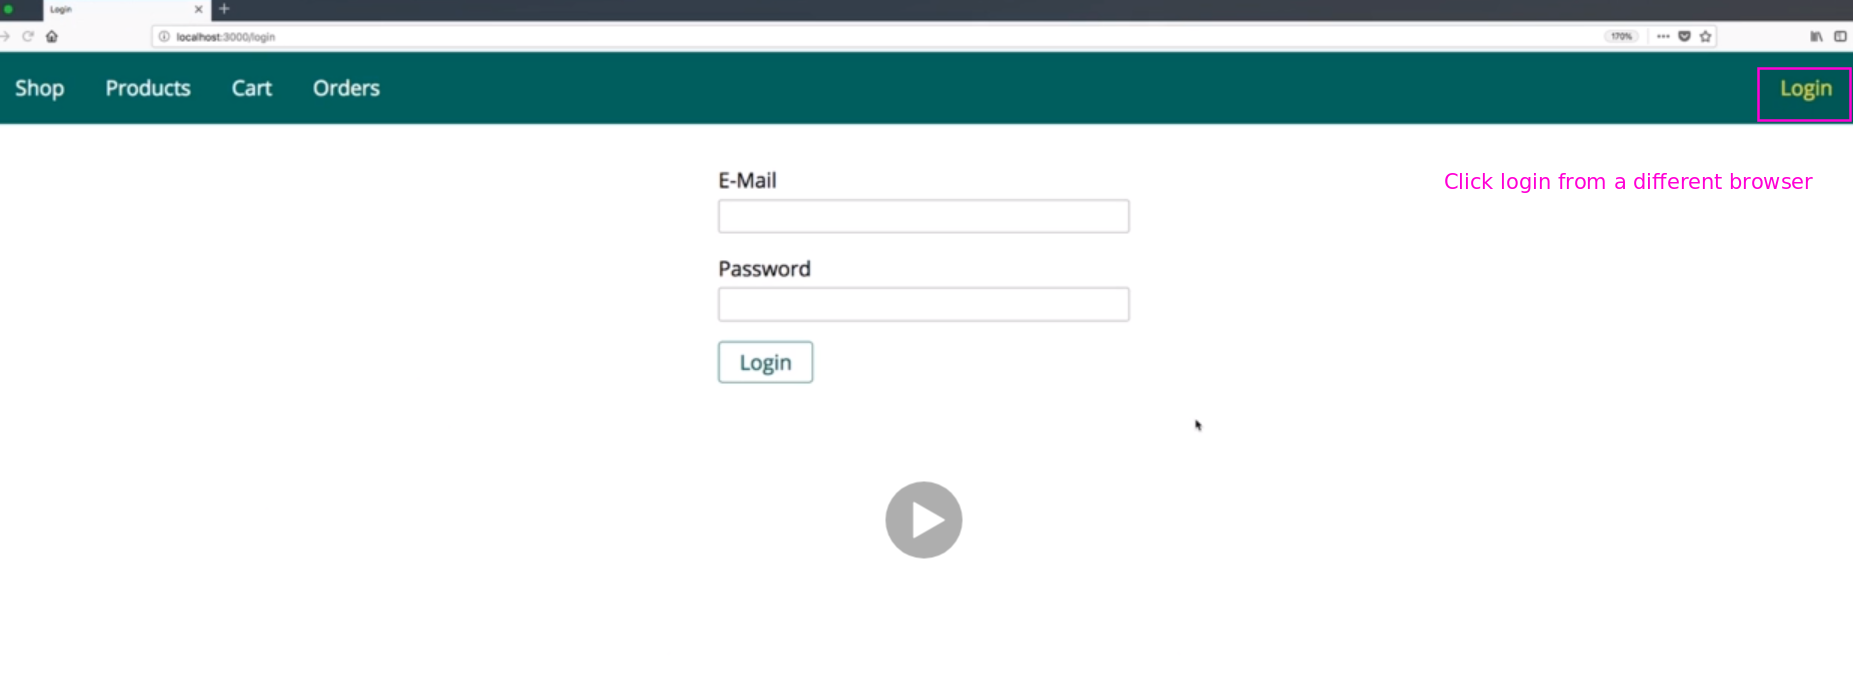 Login
localhost:3000/login
170%
Shop Products Cart Orders Login
E-Mail
Click login from a different browser
Password
Login